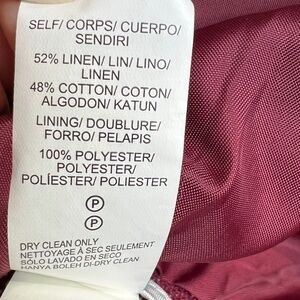 SELF/ CORPS/ CUERPO/
SENDIRI
52% LINEN/ LIN/ LINO/
LINEN
48% COTTON/ COTON/
ALGODON/ KATUN
LINING/ DOUBLURE/
FORRO/ PELAPIS
100% POLYESTER/
POLYESTER/
POLÍESTER/ POLIESTER
P
P
DRY CLEAN ONLY
NETTOYAGE À SEC SEULEMENT
SÓLO LAVADO EN SECO
HANYA BOLEH DI-DRY CLEAN